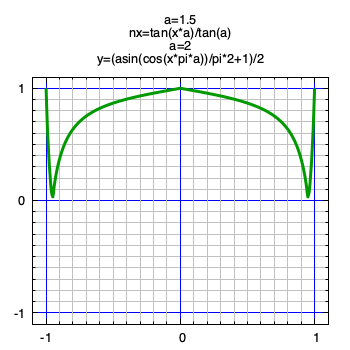 a=1.5
nx=tan(x*a)/tan(a)
a=2
y=(asin(cos(x*pi*a))/pi*2+1)/2
1
0
-1
-1
0
1